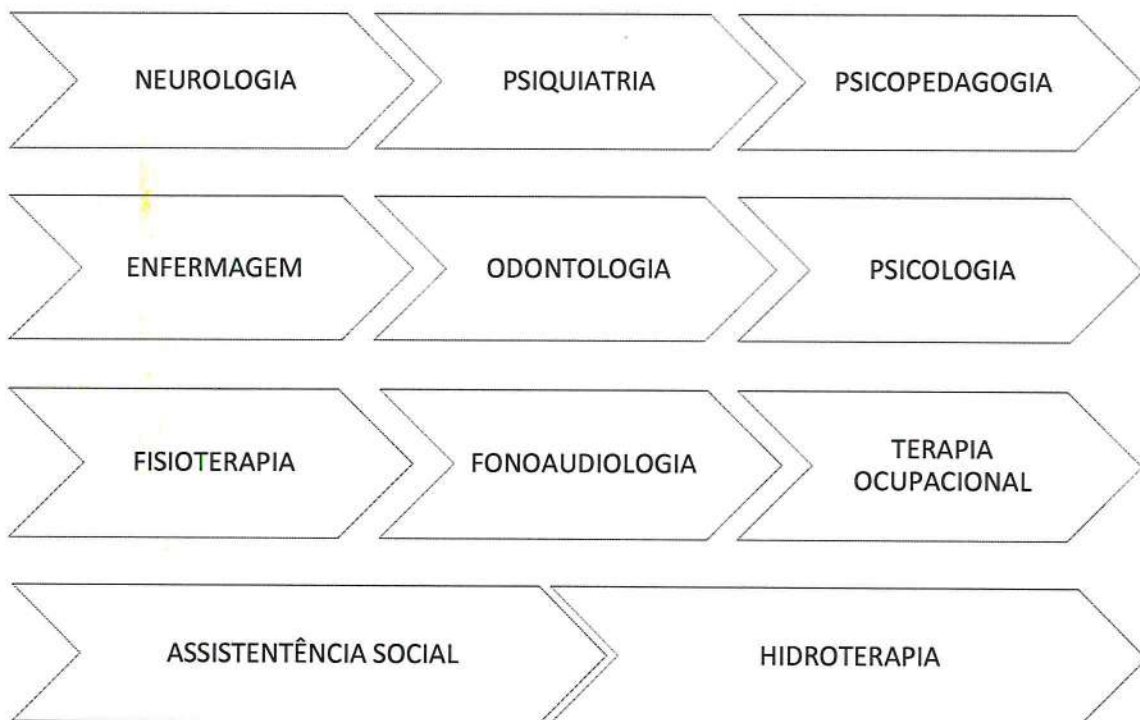 NEUROLOGIA
PSIQUIATRIA
PSICOPEDAGOGIA
ENFERMAGEM
ODONTOLOGIA
PSICOLOGIA
FISIOTERAPIA
FONOAUDIOLOGIA
TERAPIA
OCUPACIONAL
ASSISTENTÊNCIA SOCIAL
HIDROTERAPIA